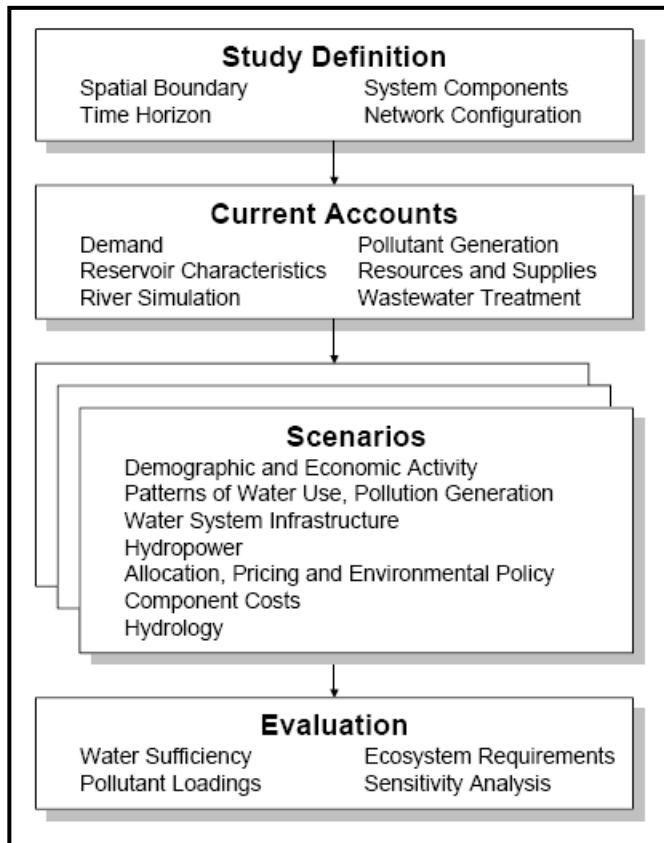 Study Definition
Spatial Boundary System Components
Time Horizon Network Configuration
Current Accounts
Demand Pollutant Generation
Reservoir Characteristics Resources and Supplies
River Simulation Wastewater Treatment
Scenarios
Demographic and Economic Activity
Patterns of Water Use, Pollution Generation
Water System Infrastructure
Hydropower
Allocation, Pricing and Environmental Policy
Component Costs
Hydrology
Evaluation
Water Sufficiency Ecosystem Requirements
Pollutant Loadings Sensitivity Analysis